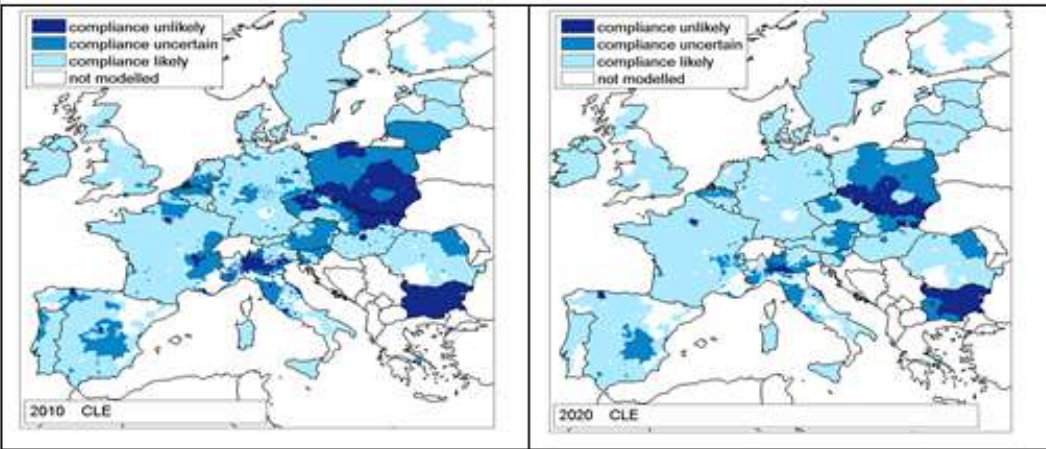 compliance unlikely
compliance uncertain
compliance likely
not modelled
2010 CLE
compliance unlikely
compliance uncertain
compliance likely
not modelled
2020 CLE